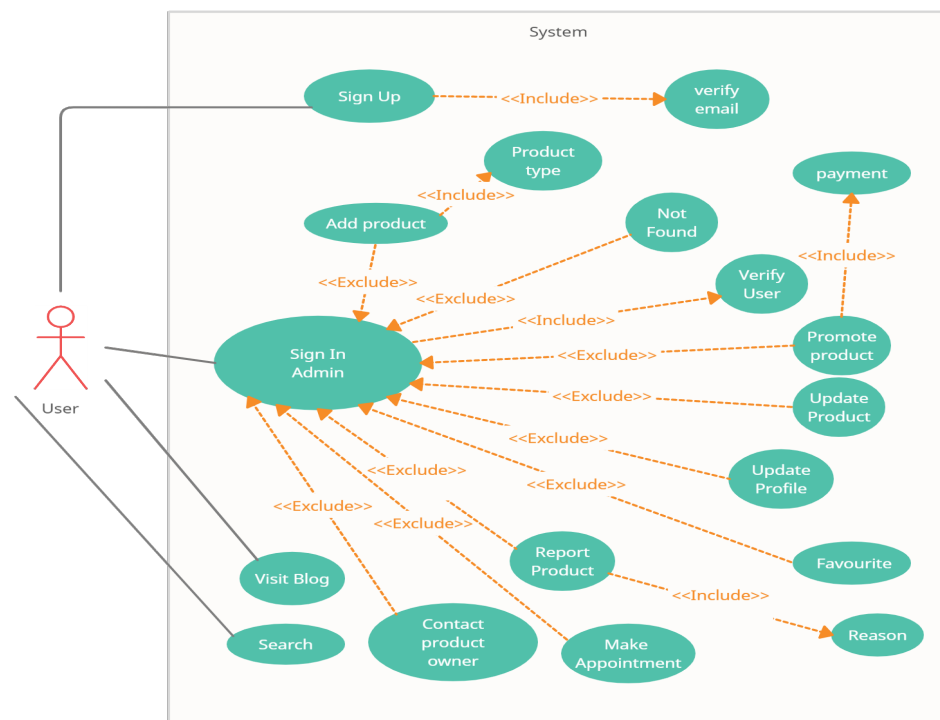 System
Sign Up
<<Include>>
verify
email
Product
type
<<Include>>
payment
Add product
Not
Found
<<Include>>
<<Exclude>>
<<Exclude>>
Verify
User
<<Include>>
Sign In
Admin
<<Exclude>>
Promote
product
User
<<Exclude>>
Update
Product
<<Exclude>>
<<Exclude>>
<<Exclude>>
Update
Profile
<<Exclude>>
<<Exclude>>
Report
Product
Favourite
Visit Blog
<<Include>>
Search
Contact
product
owner
Make
Appointment
Reason